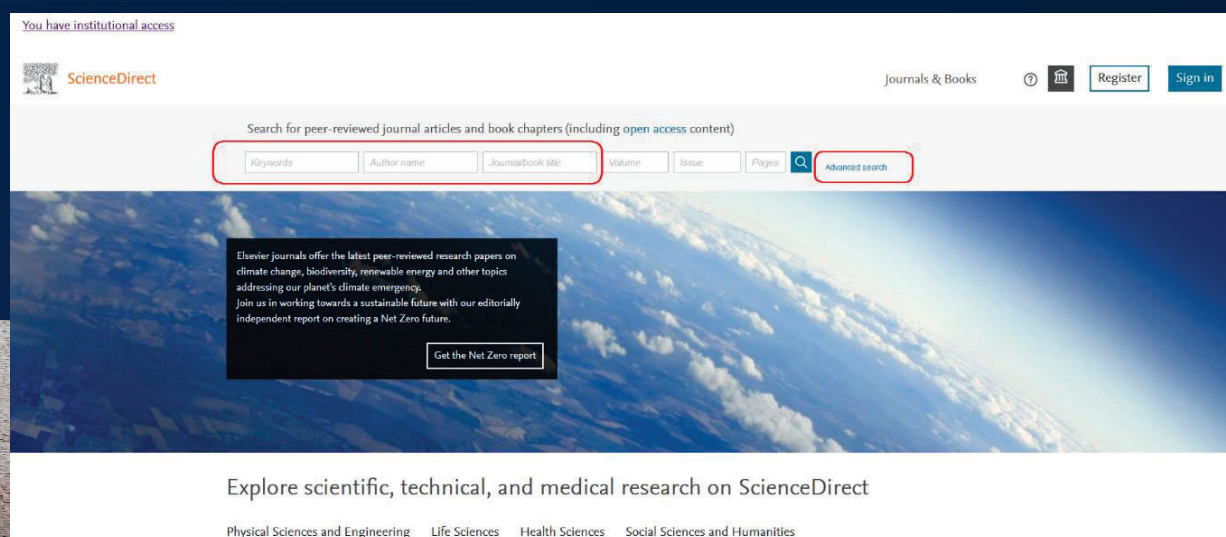 You have institutional access
ScienceDirect
Journals & Books
?
Register
Sign in
Search for peer-reviewed journal articles and book chapters (including open access content)
Keywords
Author name
Journal/book title
Volume
Issue
Pages
Advanced search
Elsevier journals offer the latest peer-reviewed research papers on
climate change, biodiversity, renewable energy and other topics
addressing our planet's climate emergency.
Join us in working towards a sustainable future with our editorially
independent report on creating a Net Zero future.
Get the Net Zero report
Explore scientific, technical, and medical research on ScienceDirect
Physical Sciences and Engineering
Life Sciences
Health Sciences
Social Sciences and Humanities